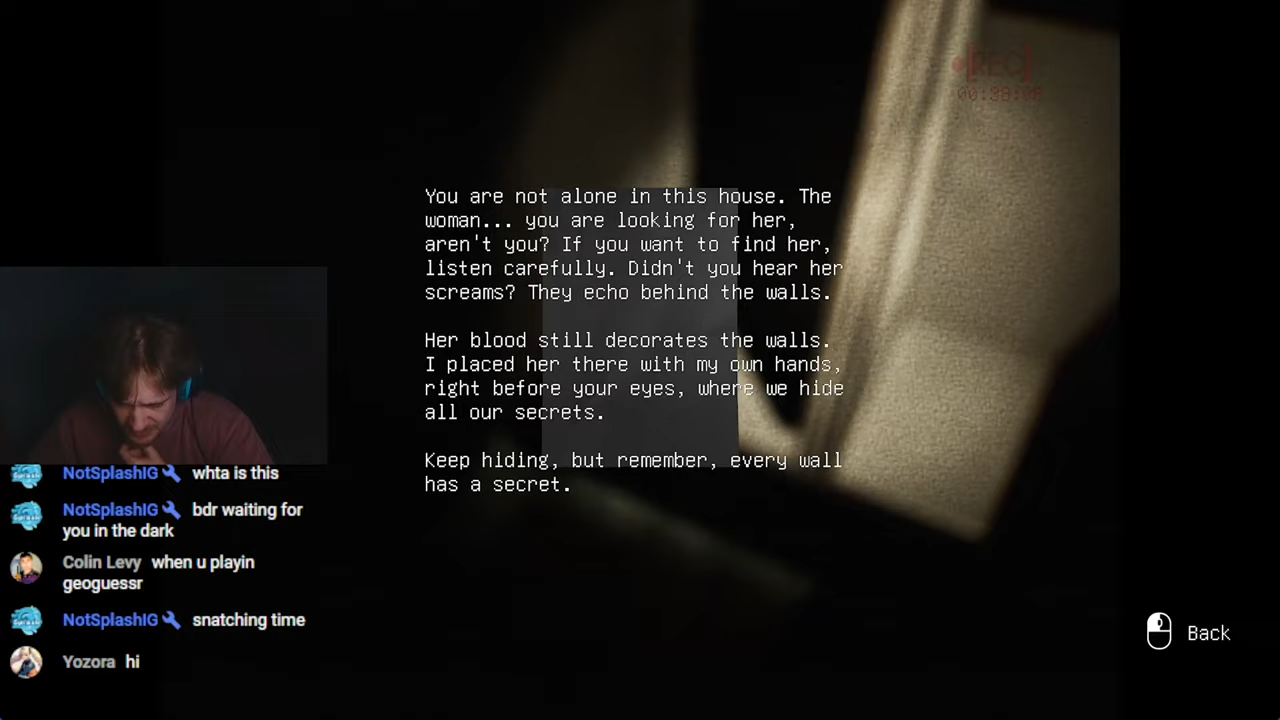 [REC]
You are not alone in this house. The
woman... you are looking for her,
aren't you? If you want to find her,
listen carefully. Didn't you hear her
screams? They echo behind the walls.
Her blood still decorates the walls.
I placed her there with my own hands,
right before your eyes, where we hide
all our secrets.
Keep hiding, but remember, every wall
has a secret.
NotSplashIG whta is this
NotSplashIG bdr waiting for
you in the dark
Colin Levy when u playin
geoguessr
NotSplashIG snatching time
Yozora hi
Back